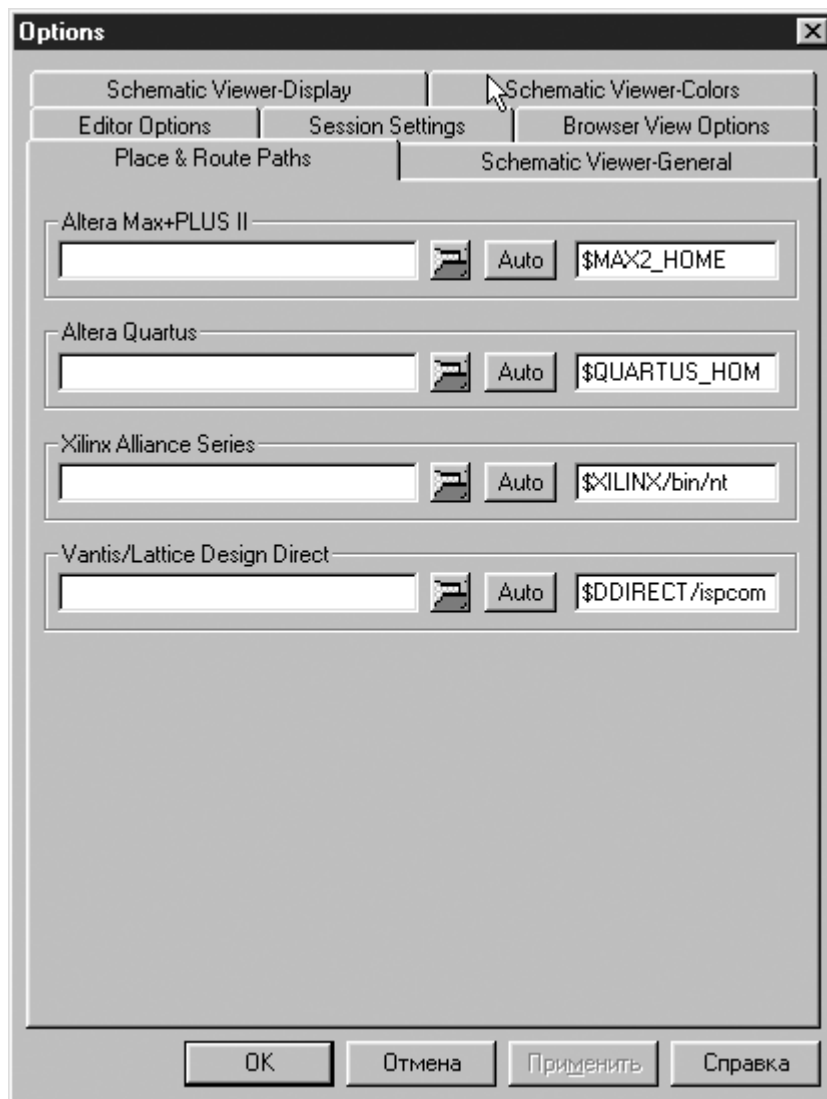 Options
Schematic Viewer-Display Schematic Viewer-Colors
Editor Options Session Settings Browser View Options
Place & Route Paths Schematic Viewer-General
Altera Max+PLUS II
Auto $MAX2_HOME
Altera Quartus
Auto $QUARTUS_HOM
Xilinx Alliance Series
Auto $XILINX/bin/nt
Vantis/Lattice Design Direct
Auto $DDIRECT/ispcom
OK Отмена Применить Справка